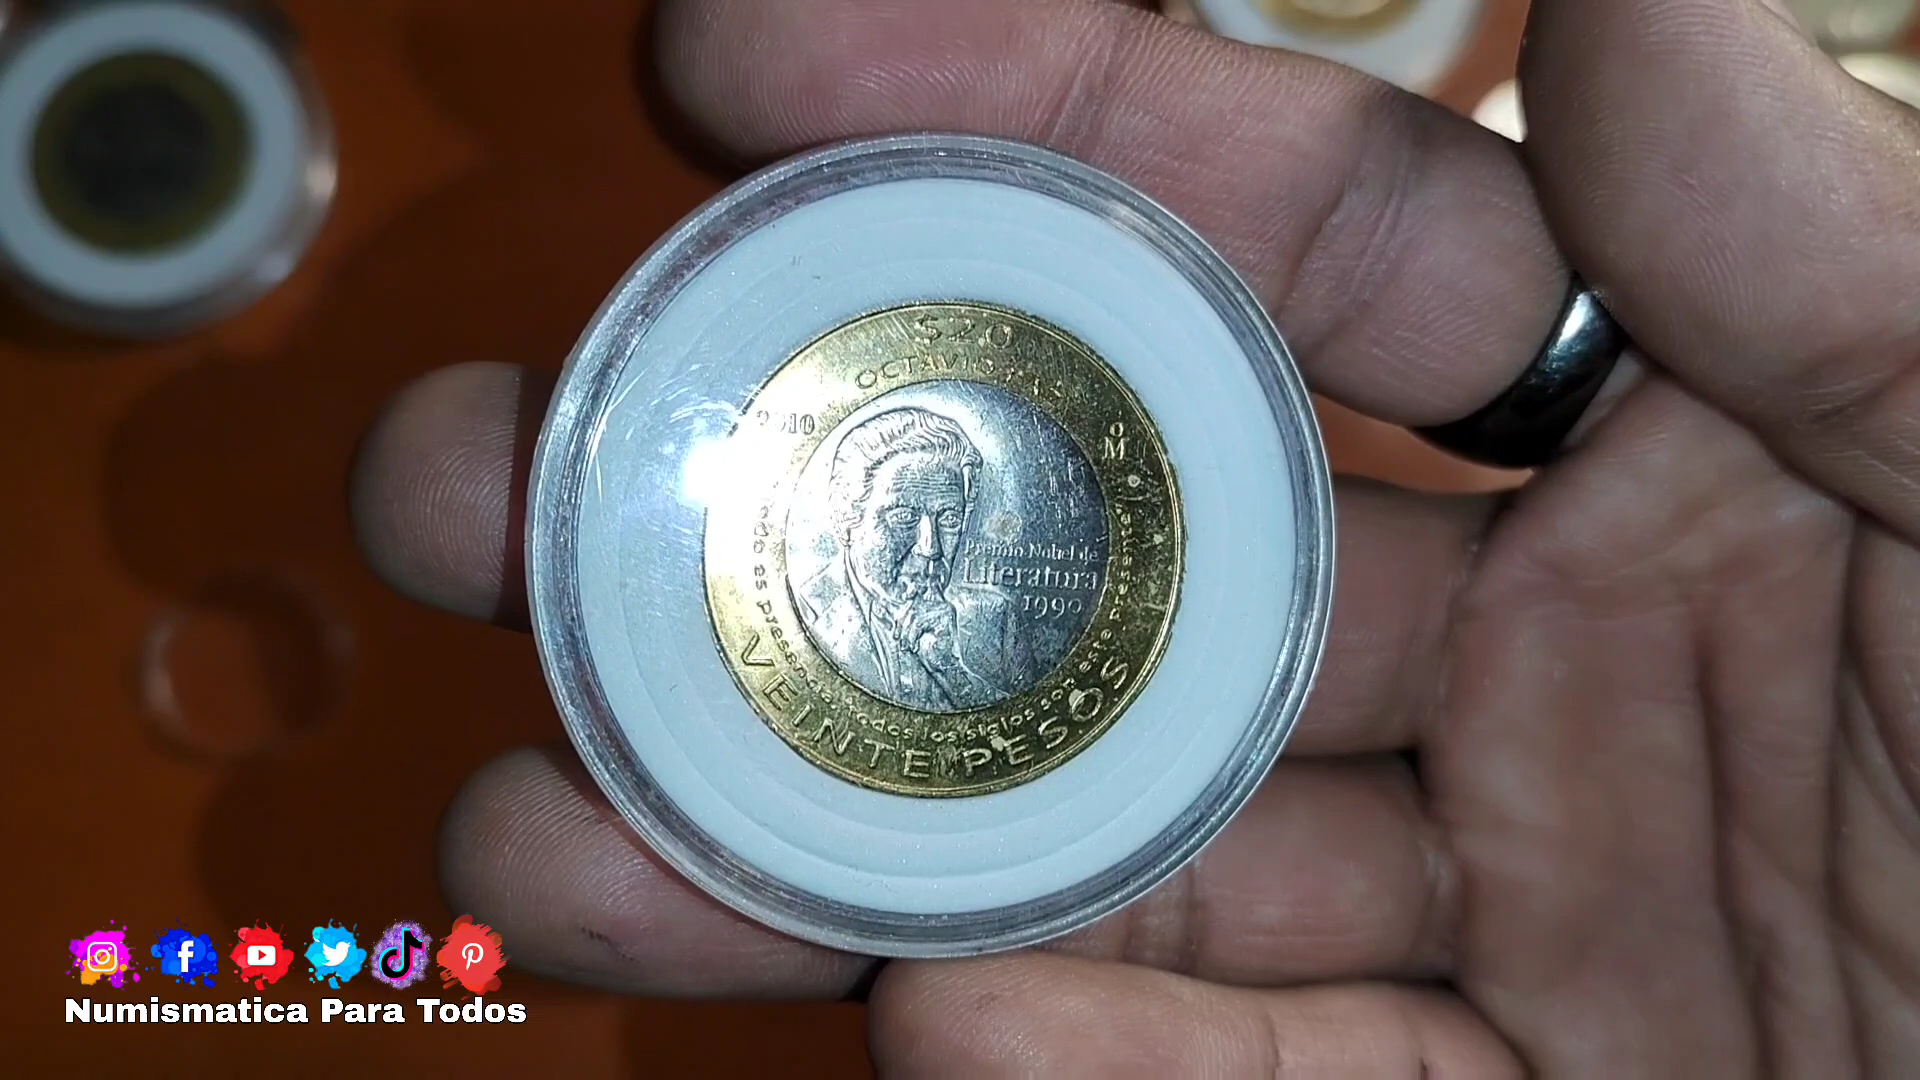 $20
OCTAVIO PAZ
2010
Mo
Premio Nobel de
Literatura
1990
todo es presencia, todos los siglos son este presente
VEINTE PESOS
Numismatica Para Todos